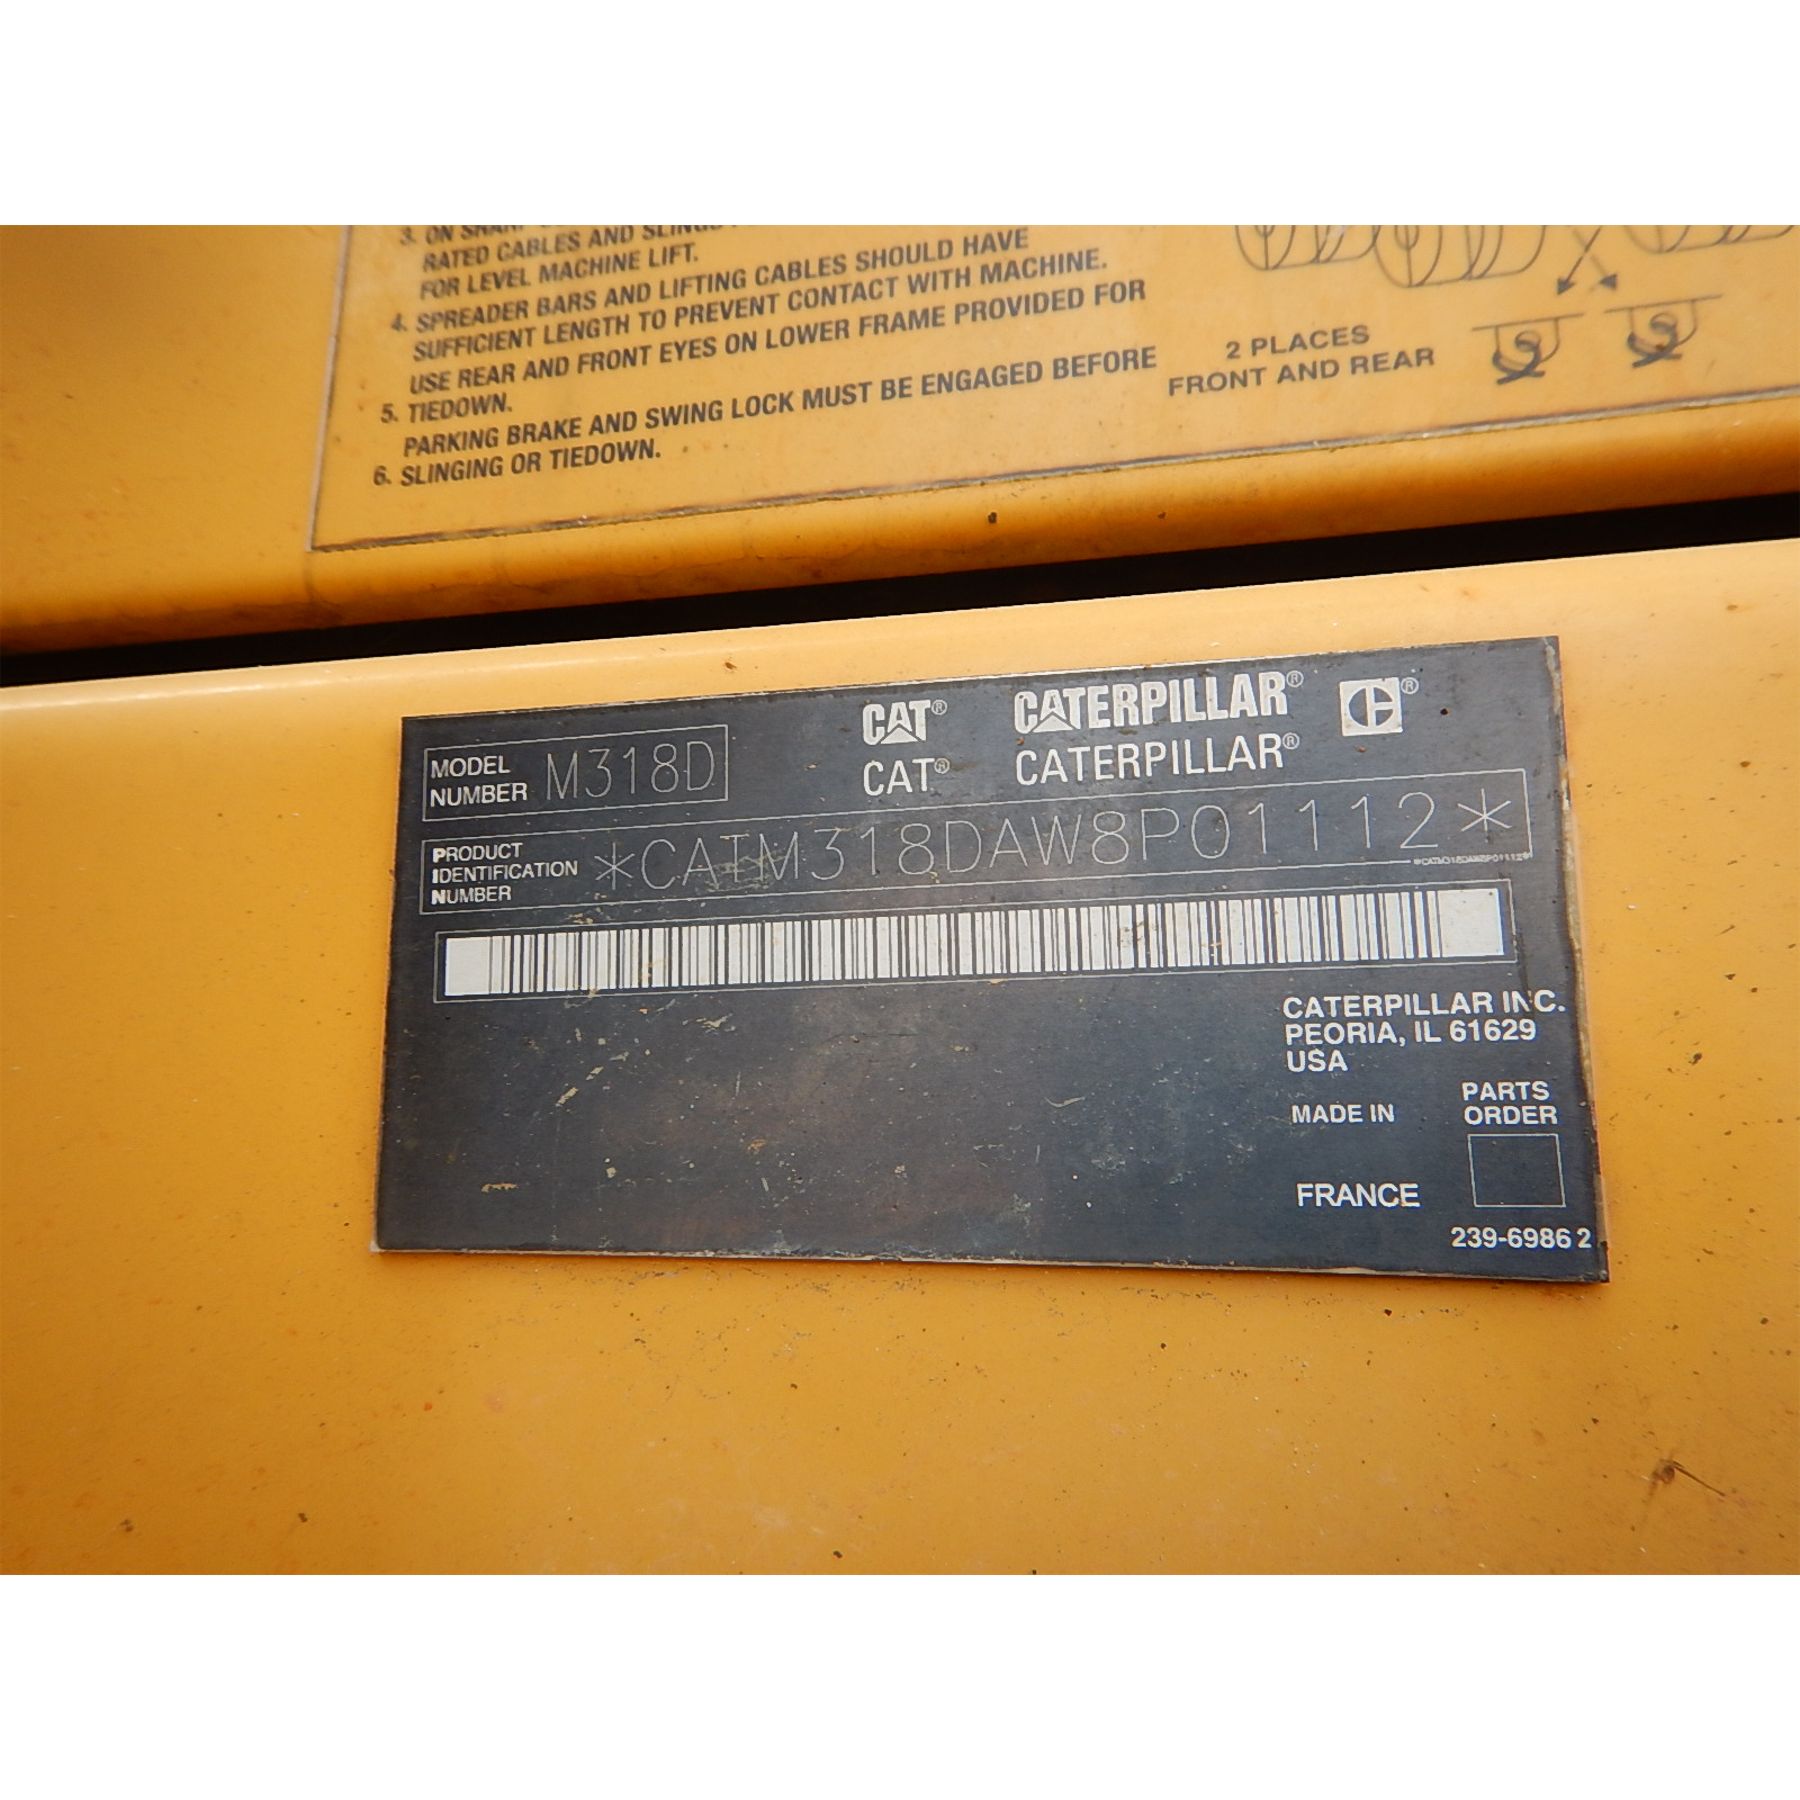 3. ON
RATED CABLES AND SLINGS
FOR LEVEL MACHINE LIFT.
4. SPREADER BARS AND LIFTING CABLES SHOULD HAVE
SUFFICIENT LENGTH TO PREVENT CONTACT WITH MACHINE.
USE REAR AND FRONT EYES ON LOWER FRAME PROVIDED FOR
5. TIEDOWN.
PARKING BRAKE AND SWING LOCK MUST BE ENGAGED BEFORE
6. SLINGING OR TIEDOWN.
2 PLACES
FRONT AND REAR
CAT® CATERPILLAR® C®
CAT® CATERPILLAR®
MODEL
NUMBER M318D
PRODUCT
IDENTIFICATION
NUMBER
*CATM318DAW8P01112*
*CATM318DAW8P01112*
CATERPILLAR INC.
PEORIA, IL 61629
USA
MADE IN
FRANCE
PARTS
ORDER
239-6986 2